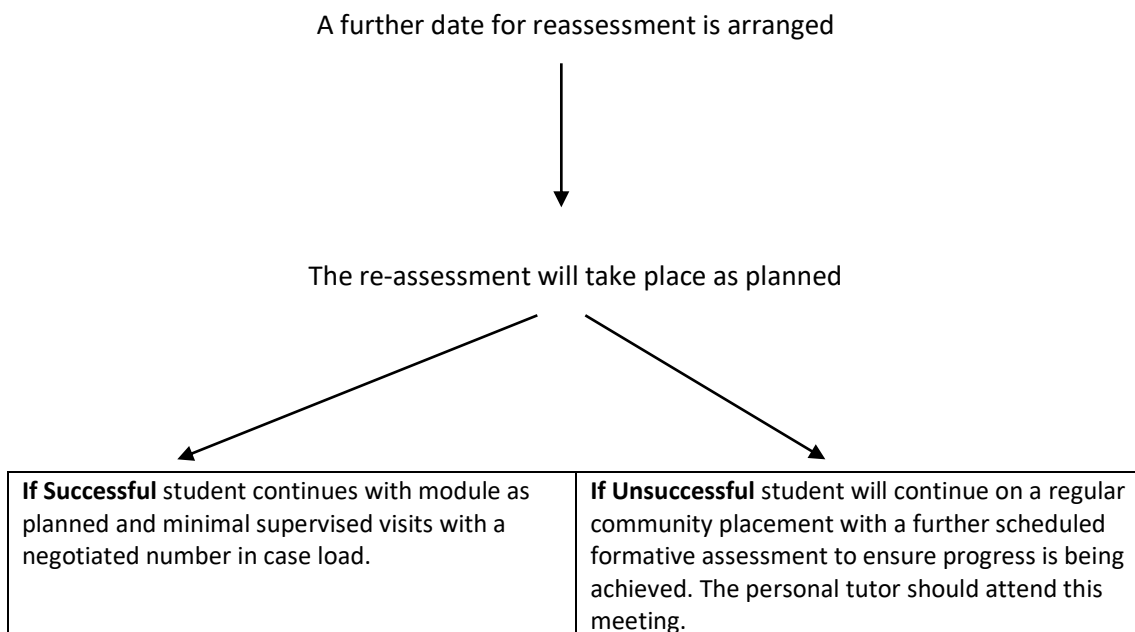 A further date for reassessment is arranged
The re-assessment will take place as planned
If Successful student continues with module as
planned and minimal supervised visits with a
negotiated number in case load.
If Unsuccessful student will continue on a regular
community placement with a further scheduled
formative assessment to ensure progress is being
achieved. The personal tutor should attend this
meeting.